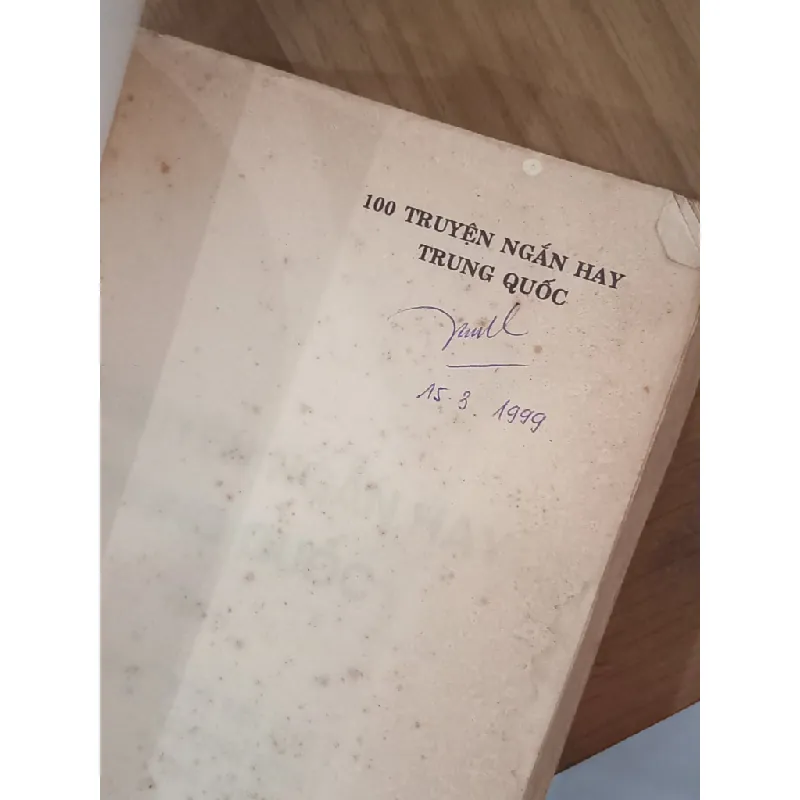 100 TRUYỆN NGẮN HAY
TRUNG QUỐC
15.3.1999